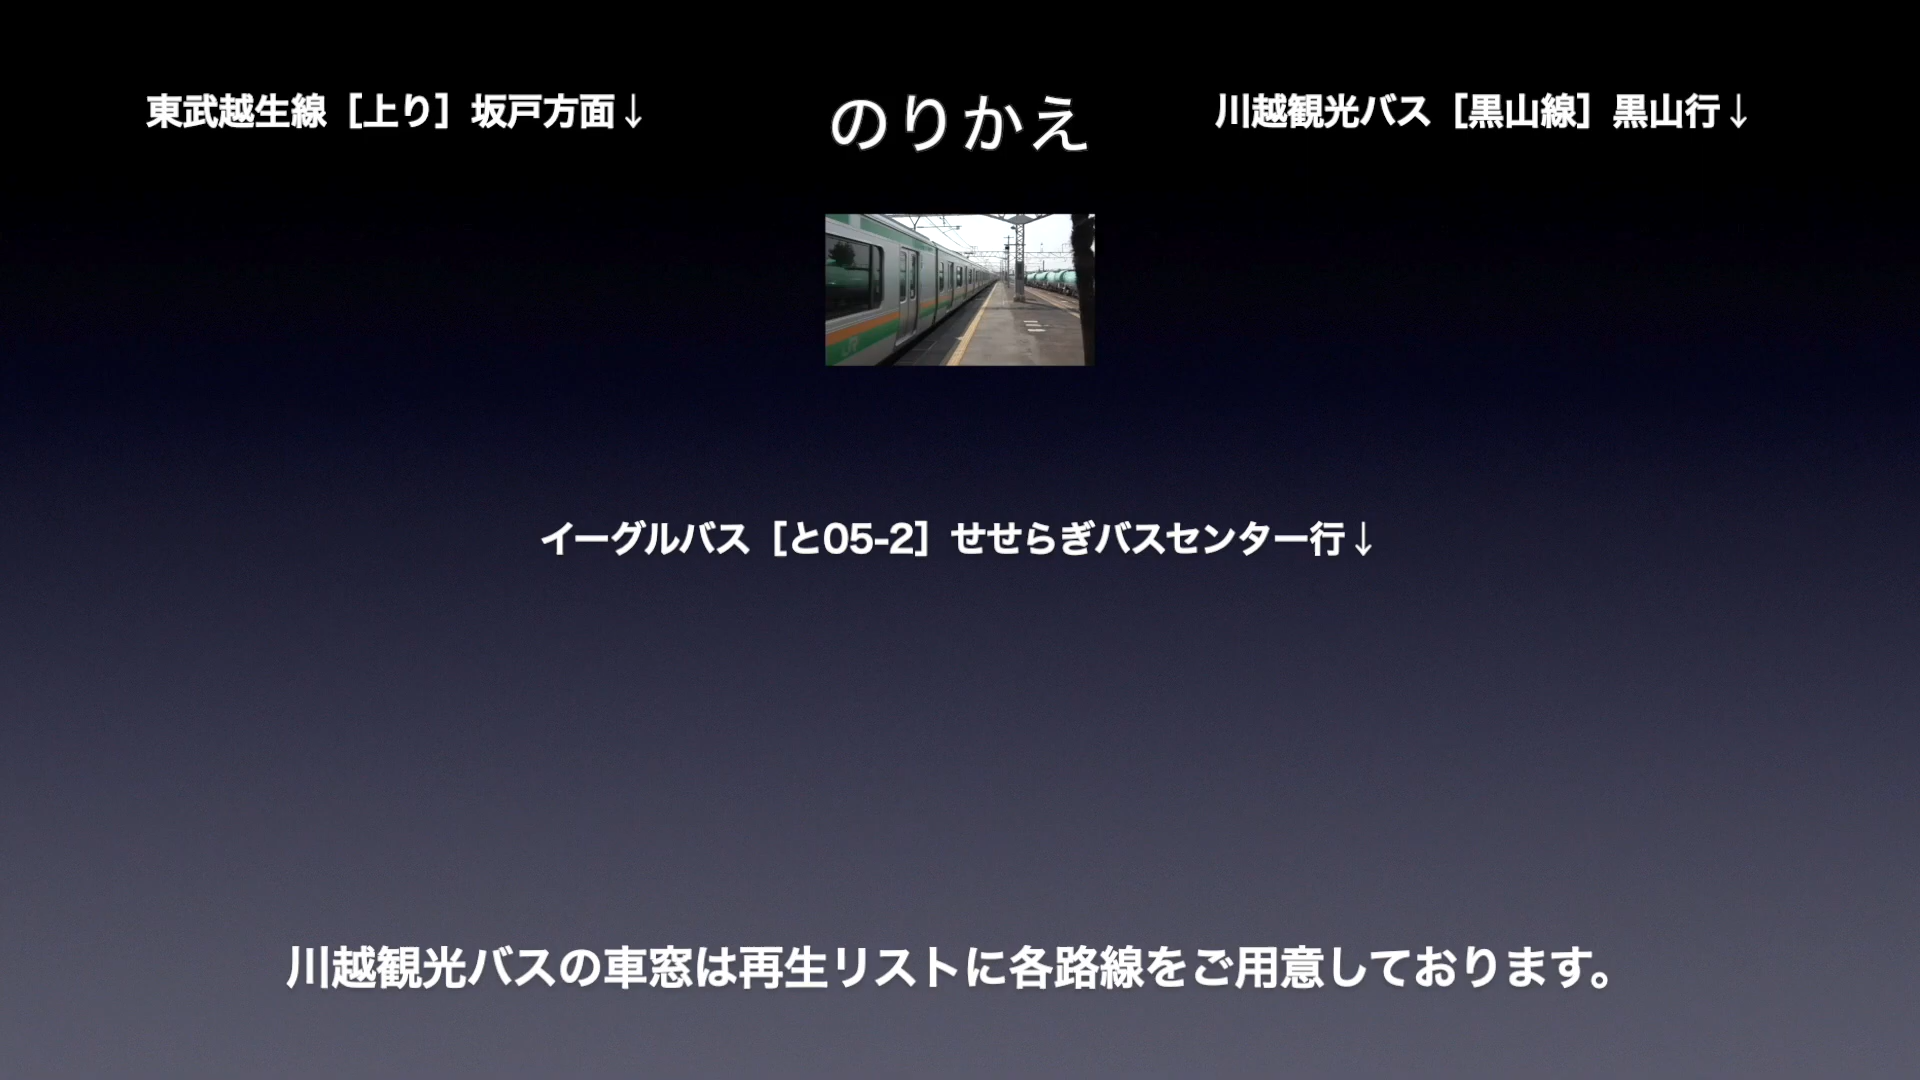 東武越生線［上り］坂戸方面↓
のりかえ
川越観光バス［黒山線］黒山行↓
JR
イーグルバス［と05-2］せせらぎバスセンター行↓
川越観光バスの車窓は再生リストに各路線をご用意しております。